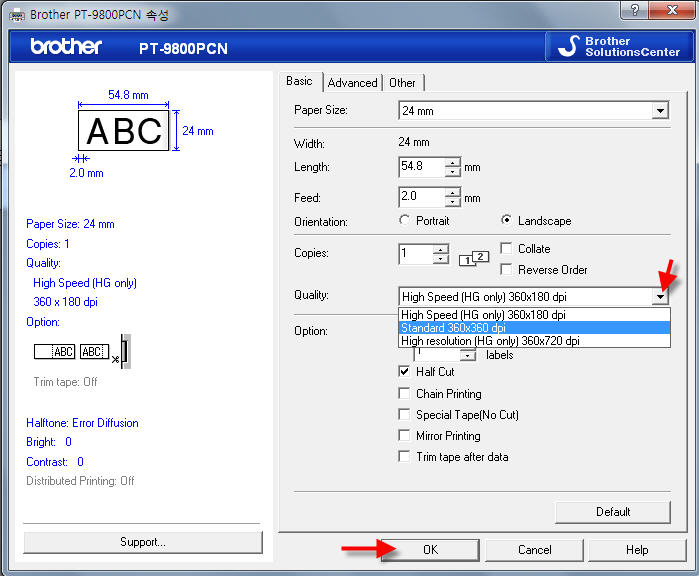 Brother PT-9800PCN 속성
brother PT-9800PCN
Brother
SolutionsCenter
54.8 mm
ABC
24 mm
2.0 mm
Paper Size: 24 mm
Copies: 1
Quality:
High Speed (HG only)
360 x 180 dpi
Option:
ABC ABC
Trim tape: Off
Halftone: Error Diffusion
Bright: 0
Contrast: 0
Distributed Printing: Off
Support...
Basic Advanced Other
Paper Size: 24 mm
Width: 24 mm
Length: 54.8 mm
Feed: 2.0 mm
Orientation: Portrait Landscape
Copies: 1 1 2 Collate
Reverse Order
Quality: High Speed (HG only) 360x180 dpi
High Speed (HG only) 360x180 dpi
Standard 360x360 dpi
High resolution (HG only) 360x720 dpi
Option:
1 labels
Half Cut
Chain Printing
Special Tape(No Cut)
Mirror Printing
Trim tape after data
Default
OK Cancel Help